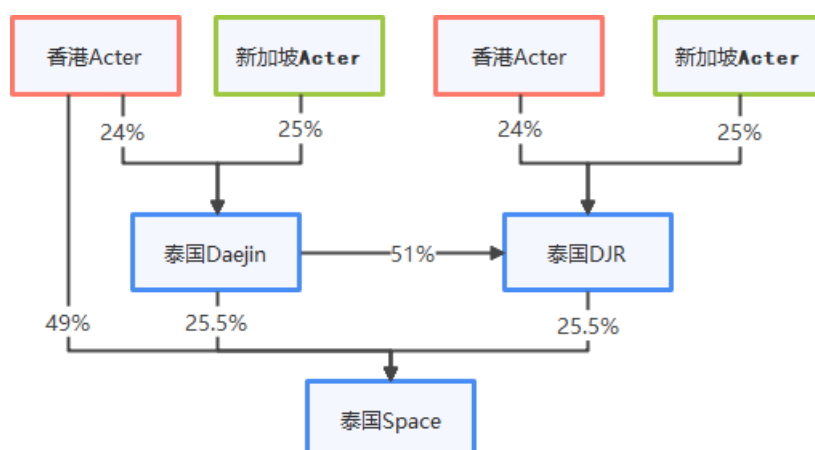 香港Acter
新加坡Acter
香港Acter
新加坡Acter
24%
25%
24%
25%
泰国Daejin
51%
泰国DJR
49%
25.5%
25.5%
泰国Space